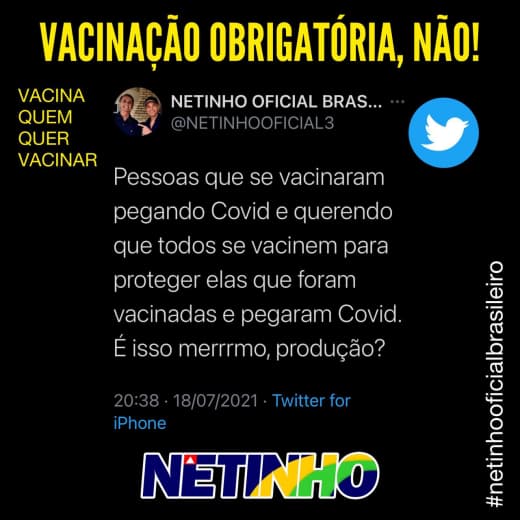 VACINAÇÃO OBRIGATÓRIA, NÃO!
VACINA
QUEM
QUER
VACINAR
NETINHO OFICIAL BRAS... ...
@NETINHOOFICIAL3
Pessoas que se vacinaram
pegando Covid e querendo
que todos se vacinem para
proteger elas que foram
vacinadas e pegaram Covid.
É isso merrrmo, produção?
20:38 · 18/07/2021 · Twitter for
iPhone
NETINHO
#netinhooficialbrasileiro